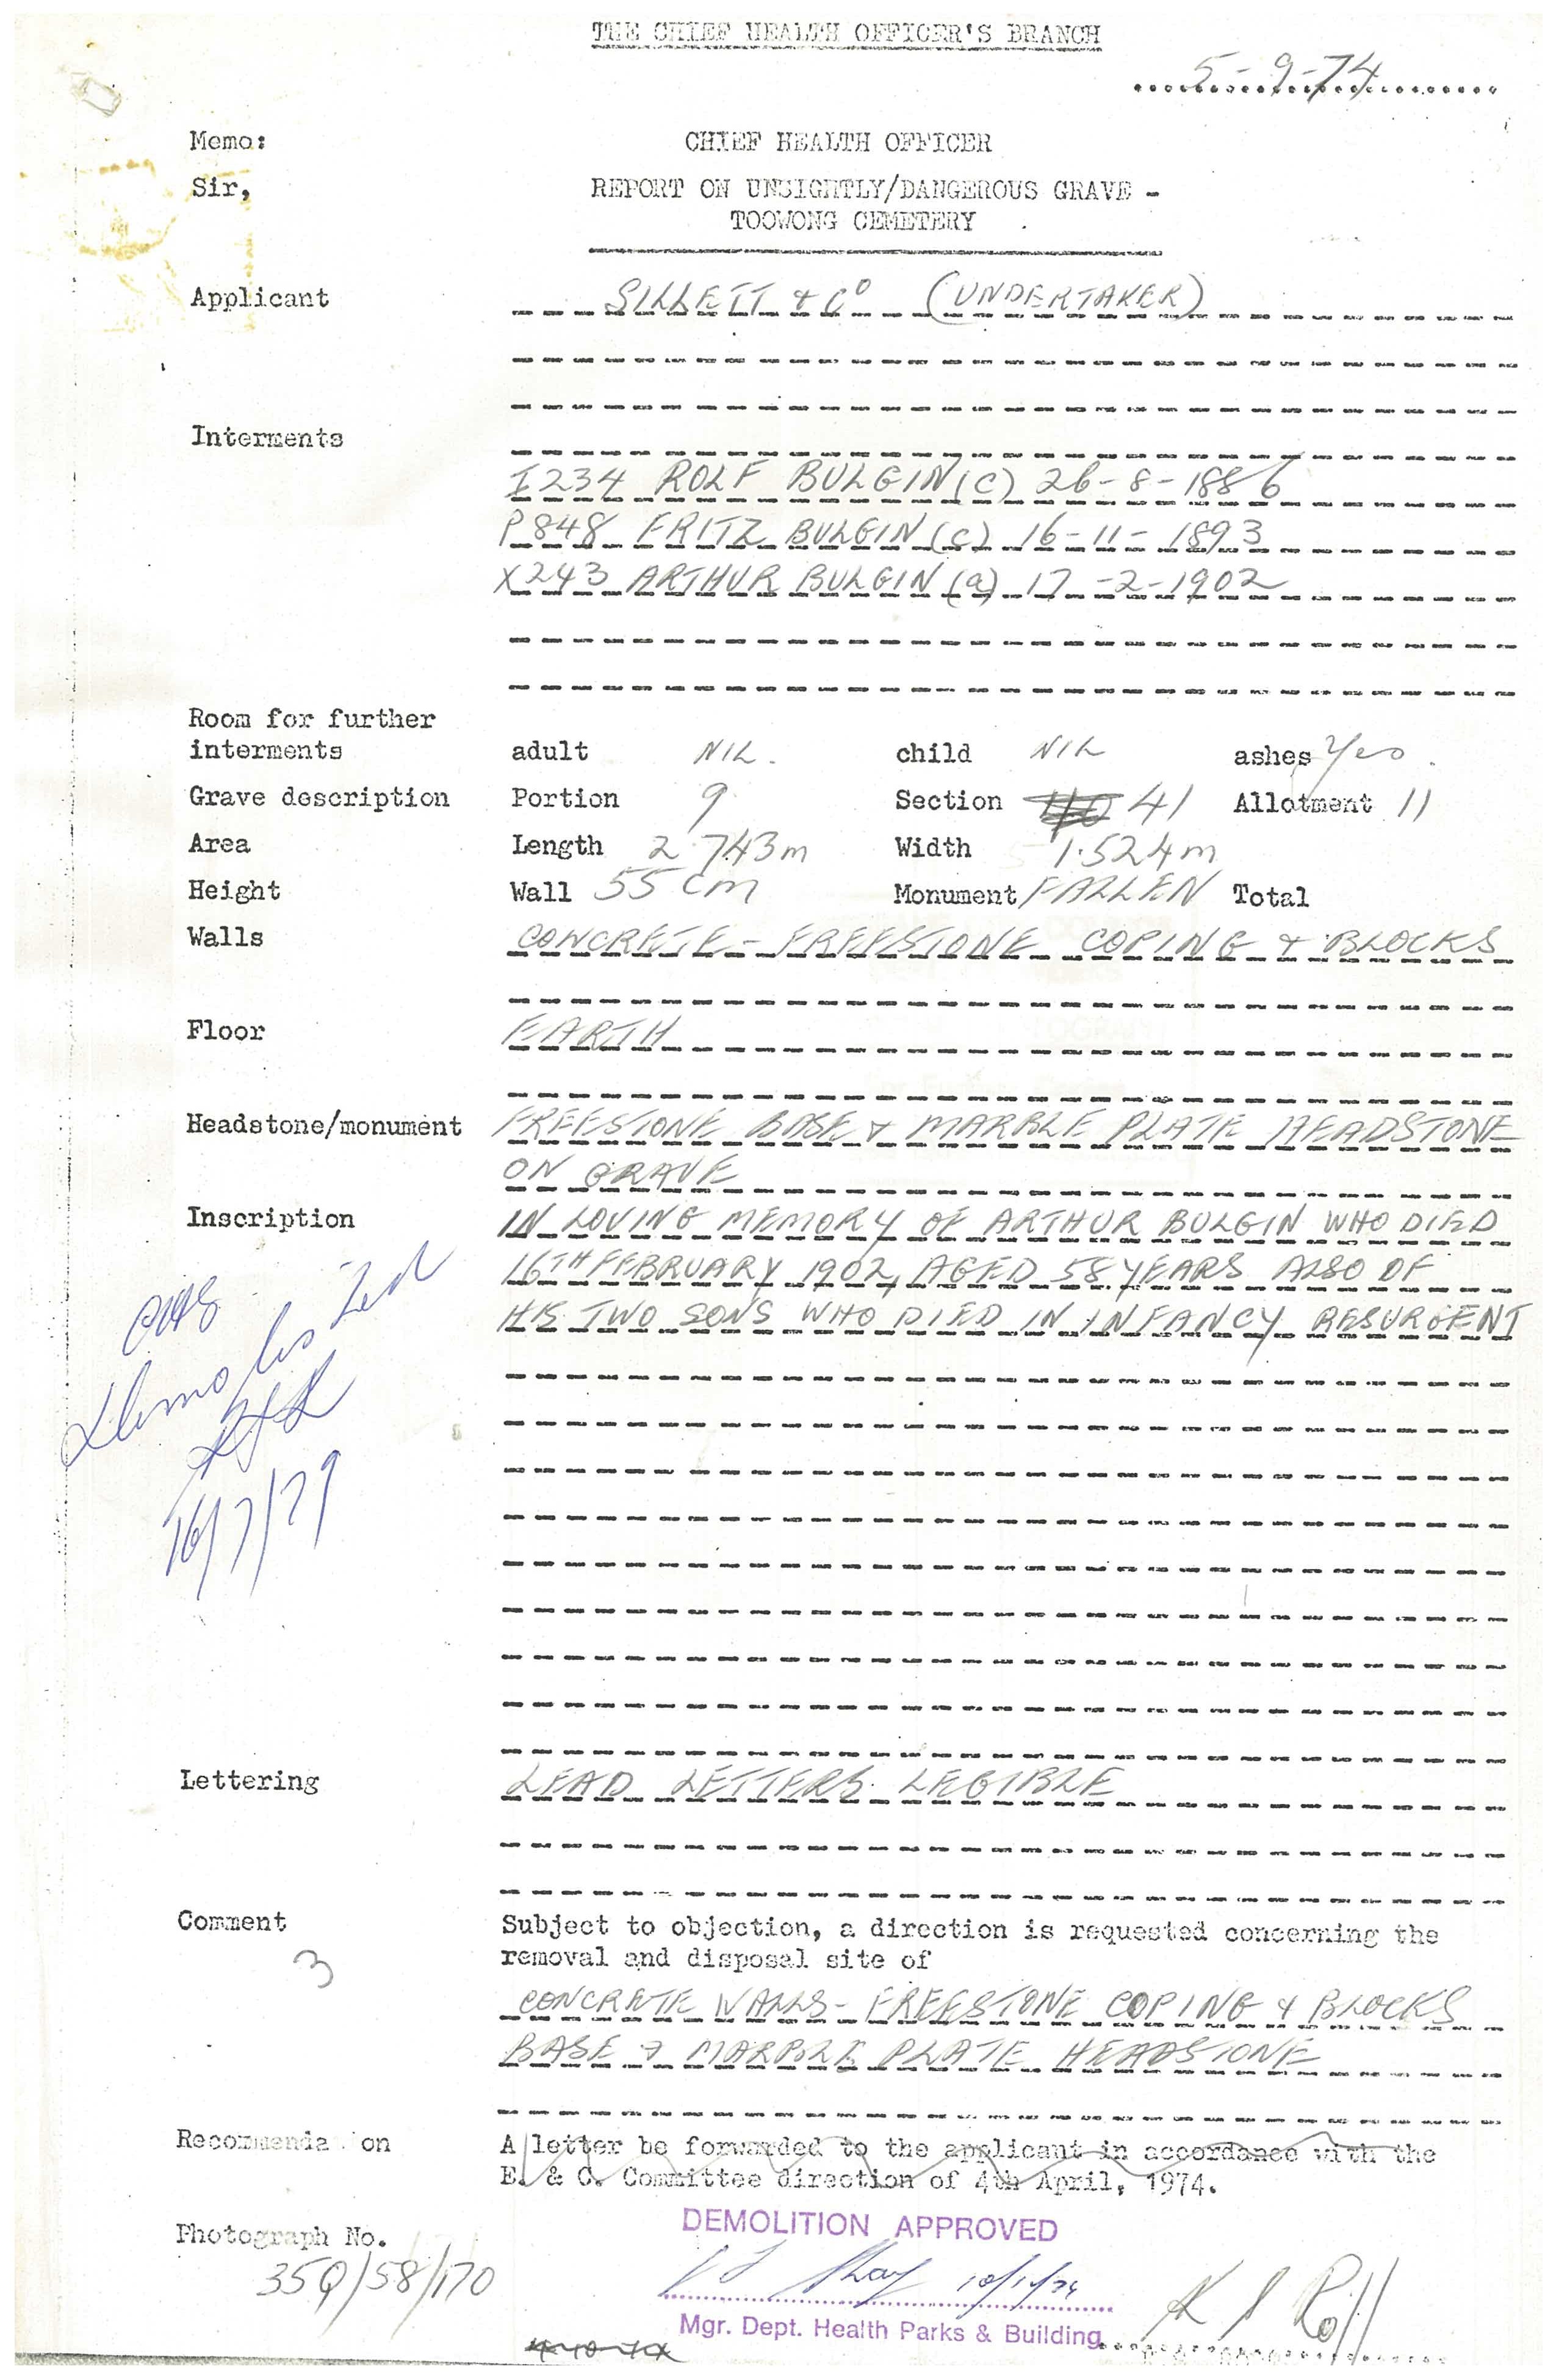 THE CHIEF HEALTH OFFICER'S BRANCH
5-9-74
Memo: CHIEF HEALTH OFFICER
Sir, REPORT ON UNSIGHTLY/DANGEROUS GRAVE -
TOOWONG CEMETERY
Applicant SILLETT & Co (UNDERTAKER)
Interments
I234 ROLF BULGIN (C) 26-8-1886
P848 FRITZ BULGIN (C) 16-11-1893
X243 ARTHUR BULGIN (a) 17-2-1902
Room for further
interments adult NIL. child NIL ashes Yes.
Grave description Portion 9 Section 41 Allotment 11
Area Length 2.743m Width 1.524m
Height Wall 55cm Monument FALLEN Total
Walls CONCRETE - FREESTONE COPING & BLOCKS
Floor EARTH
Headstone/monument FREESTONE BASE & MARBLE PLATE HEADSTONE
ON GRAVE
Inscription IN LOVING MEMORY OF ARTHUR BULGIN WHO DIED
16TH FEBRUARY 1902, AGED 58 YEARS ALSO OF
HIS TWO SONS WHO DIED IN INFANCY RESURGENT
Demolished
16/7/79
Lettering LEAD LETTERS. LEGIBLE
Comment Subject to objection, a direction is requested concerning the
removal and disposal site of
3
CONCRETE WALLS - FREESTONE COPING & BLOCKS
BASE & MARBLE PLATE HEADSTONE
Recommendation A letter be forwarded to the applicant in accordance with the
E. & C. Committee direction of 4th April, 1974.
DEMOLITION APPROVED
Photograph No.
35Q/58/170
Mgr. Dept. Health Parks & Building